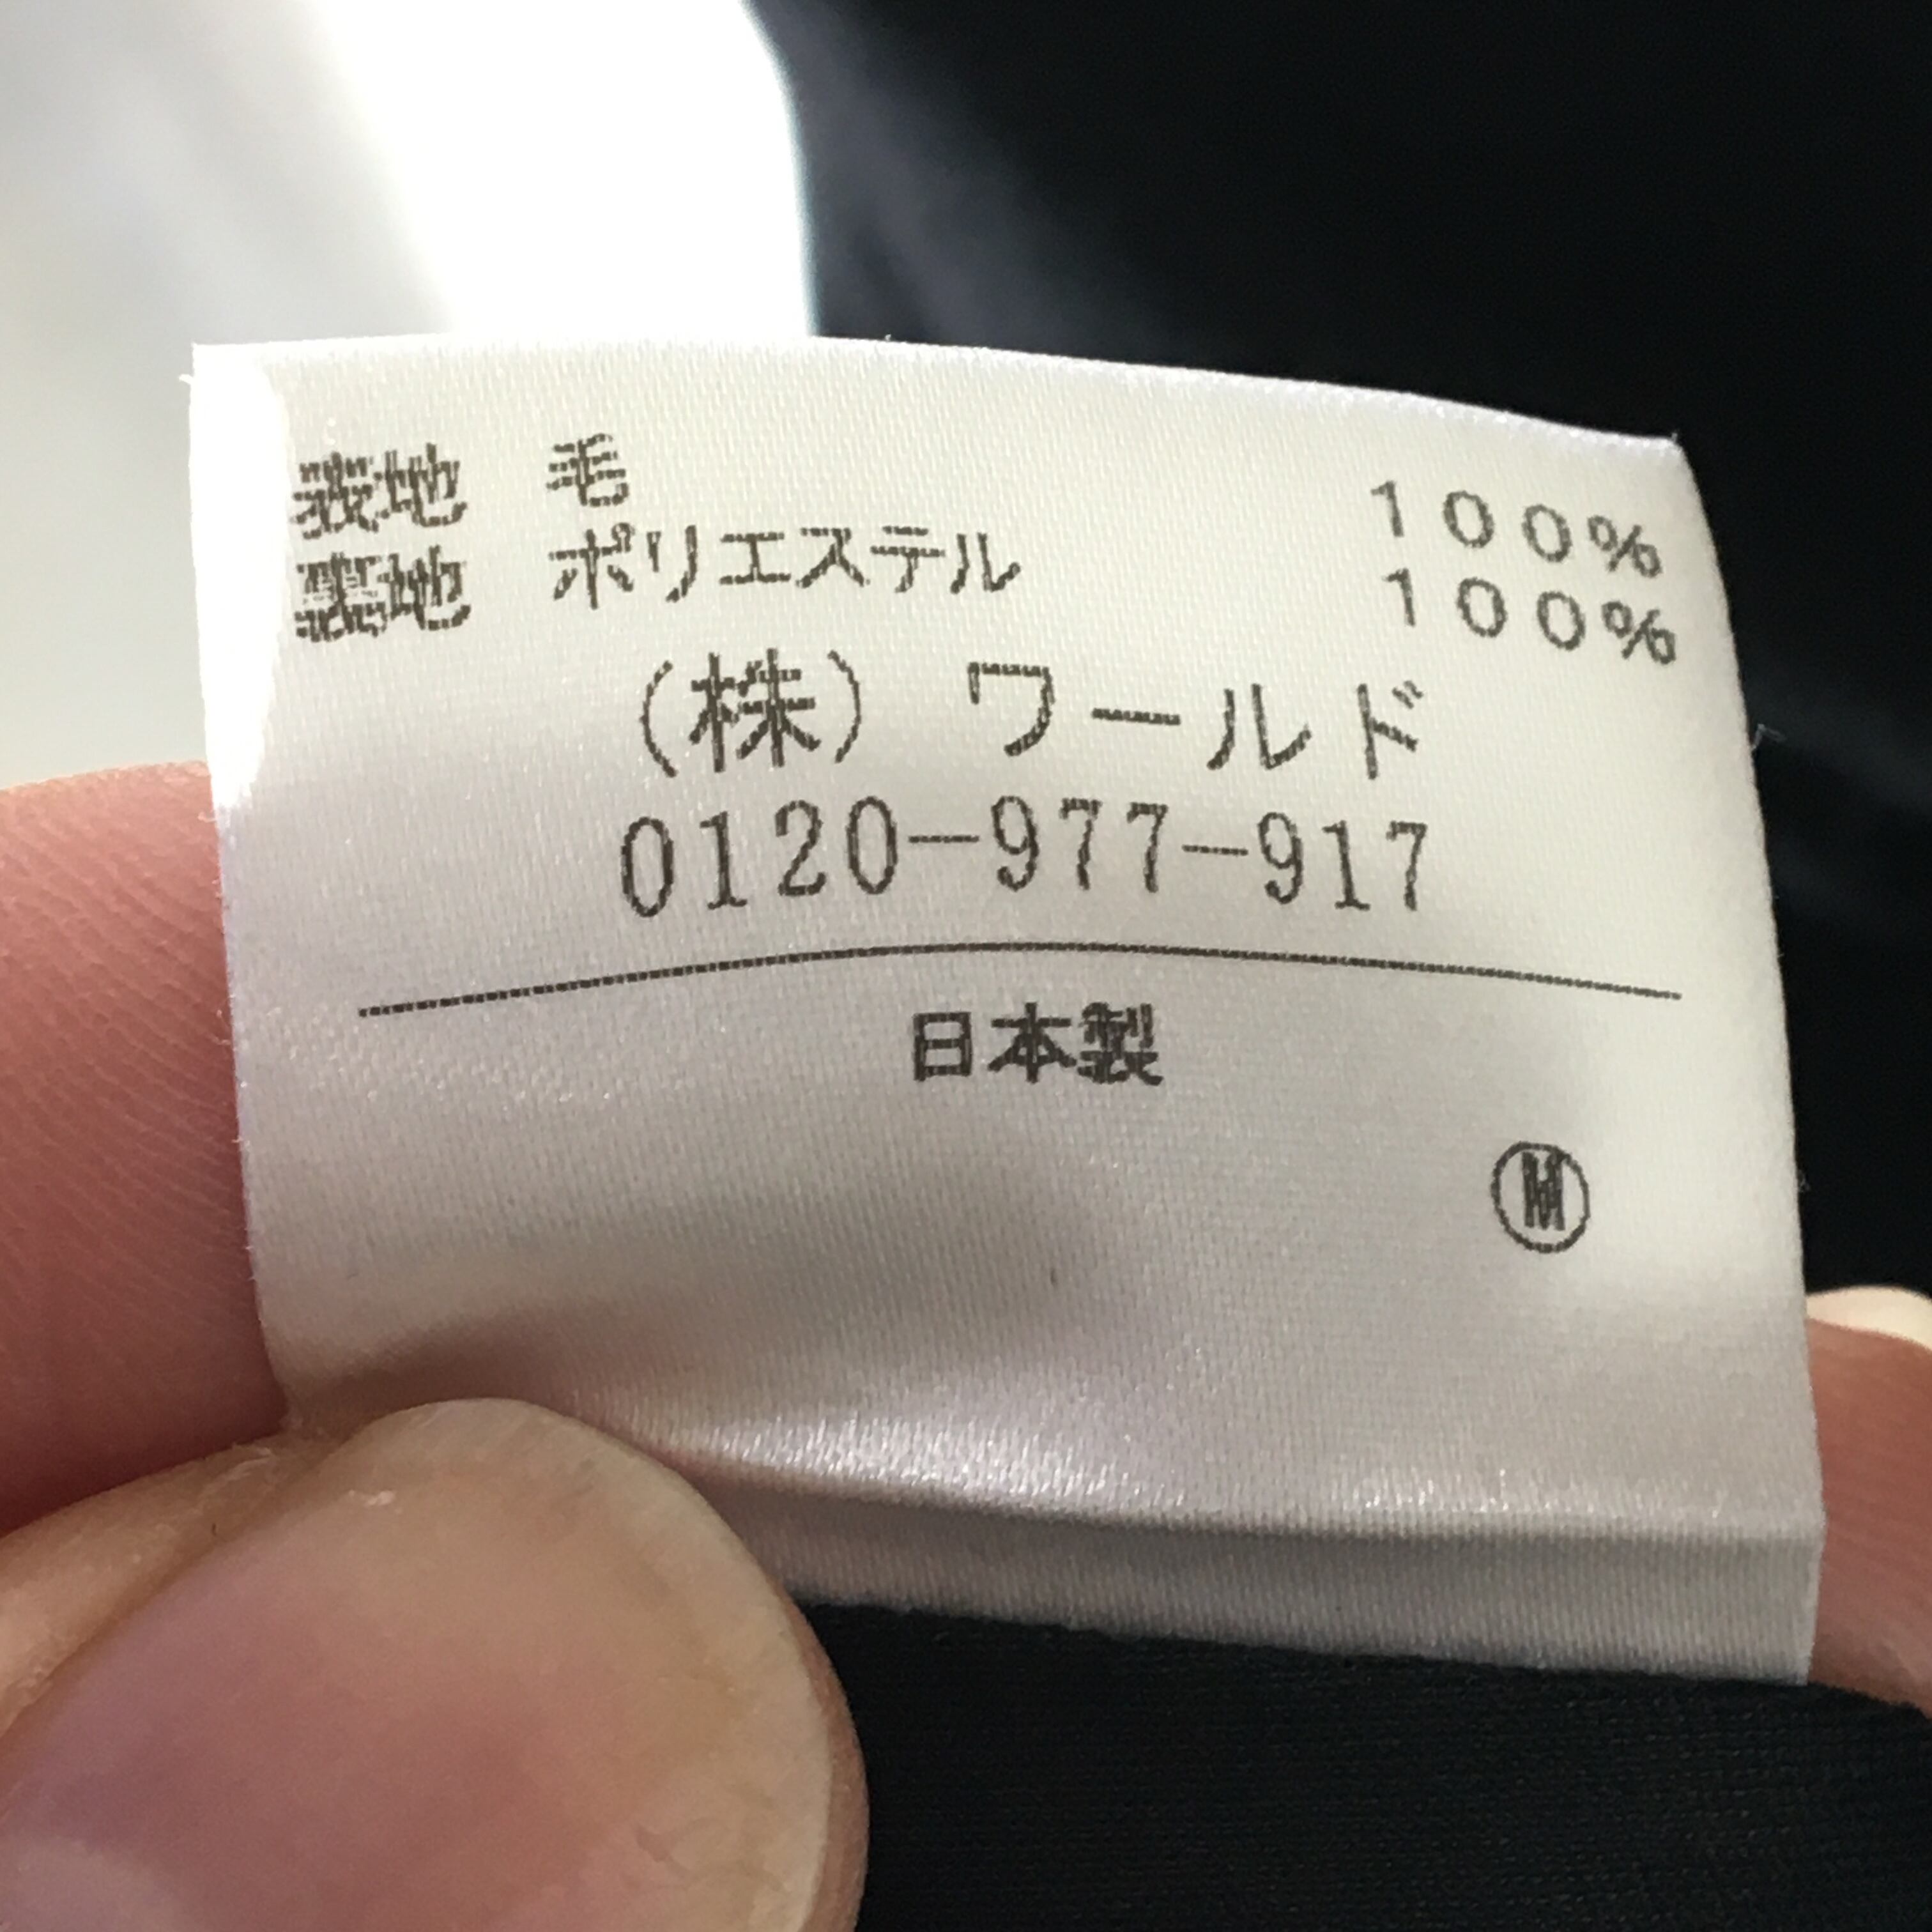 表地 毛 100%
裏地 ポリエステル 100%
(株) ワールド
0120-977-917
日本製
Ⓜ